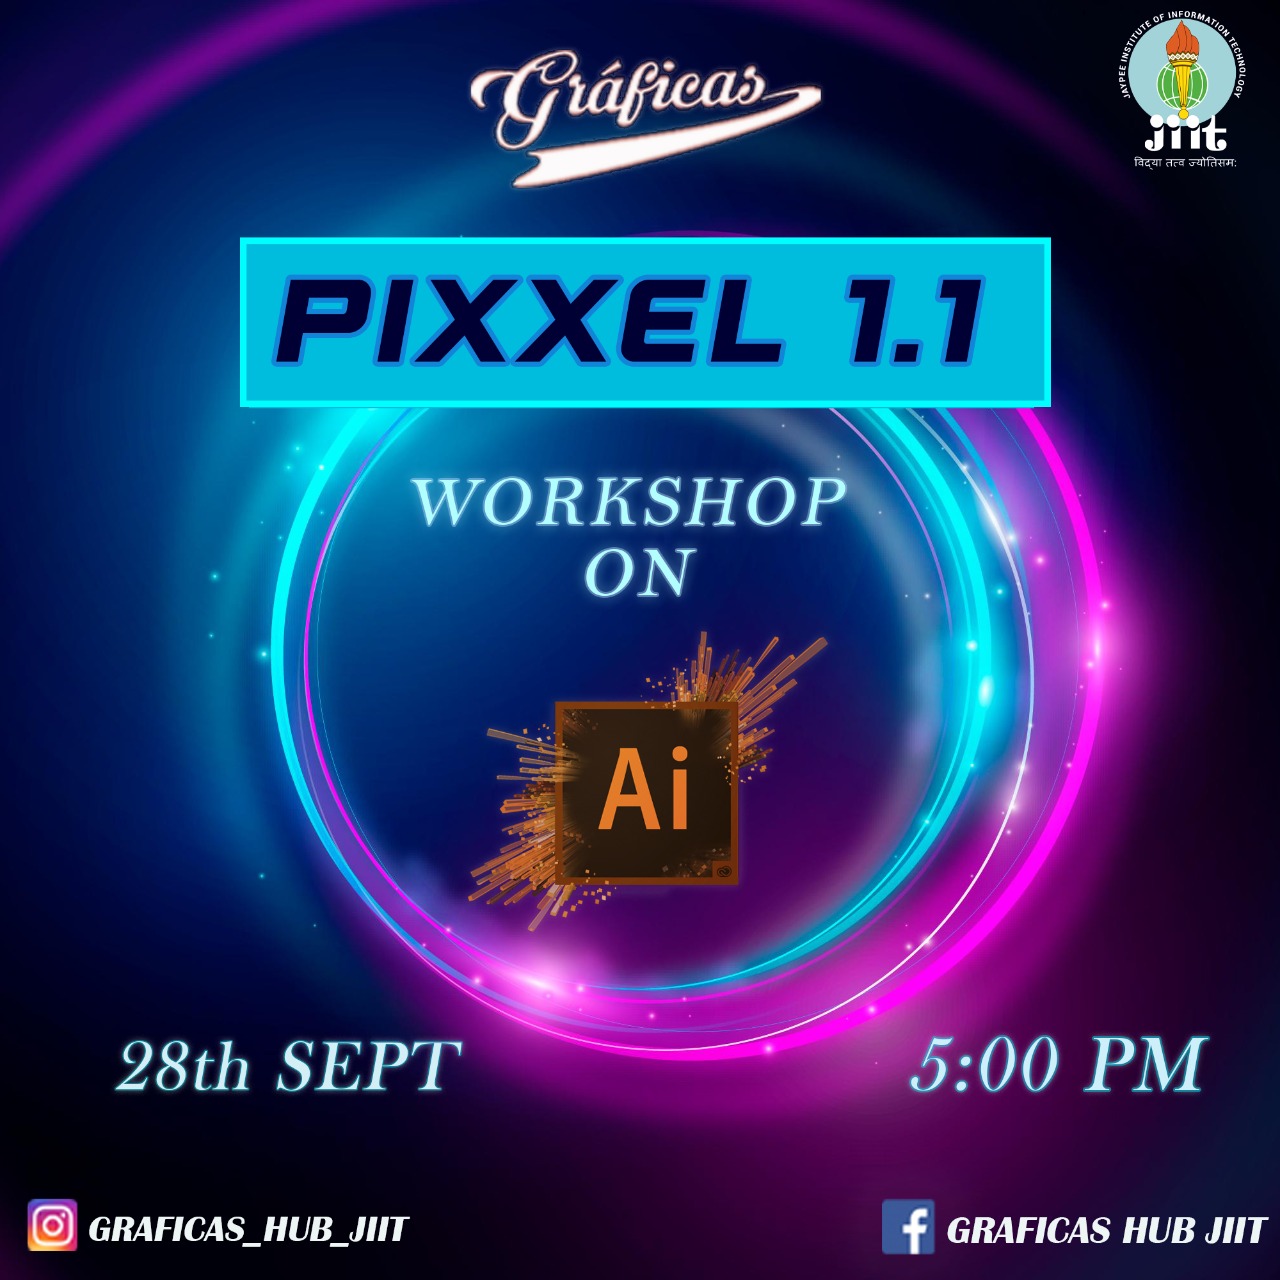 Gráficas
JAYPEE INSTITUTE OF INFORMATION TECHNOLOGY
jiit
विद्या तत्व ज्योतिसम:
PIXXEL 1.1
WORKSHOP
ON
Ai
28th SEPT
5:00 PM
GRAFICAS_HUB_JIIT
GRAFICAS HUB JIIT